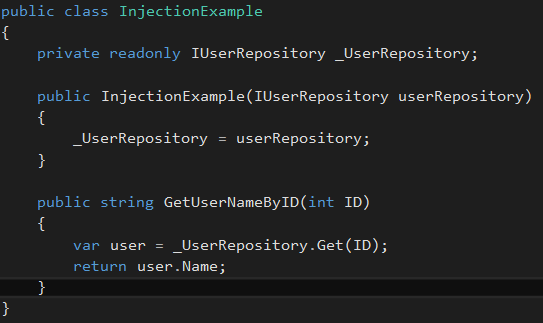 public class InjectionExample
{
    private readonly IUserRepository _UserRepository;

    public InjectionExample(IUserRepository userRepository)
    {
        _UserRepository = userRepository;
    }

    public string GetUserNameByID(int ID)
    {
        var user = _UserRepository.Get(ID);
        return user.Name;
    }
}